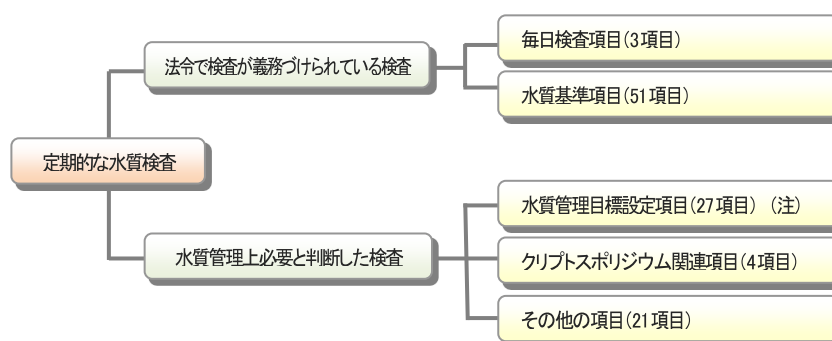 法令で検査が義務づけられている検査
毎日検査項目(3項目)
水質基準項目(51項目)
定期的な水質検査
水質管理上必要と判断した検査
水質管理目標設定項目(27項目) (注)
クリプトスポリジウム関連項目(4項目)
その他の項目(21項目)